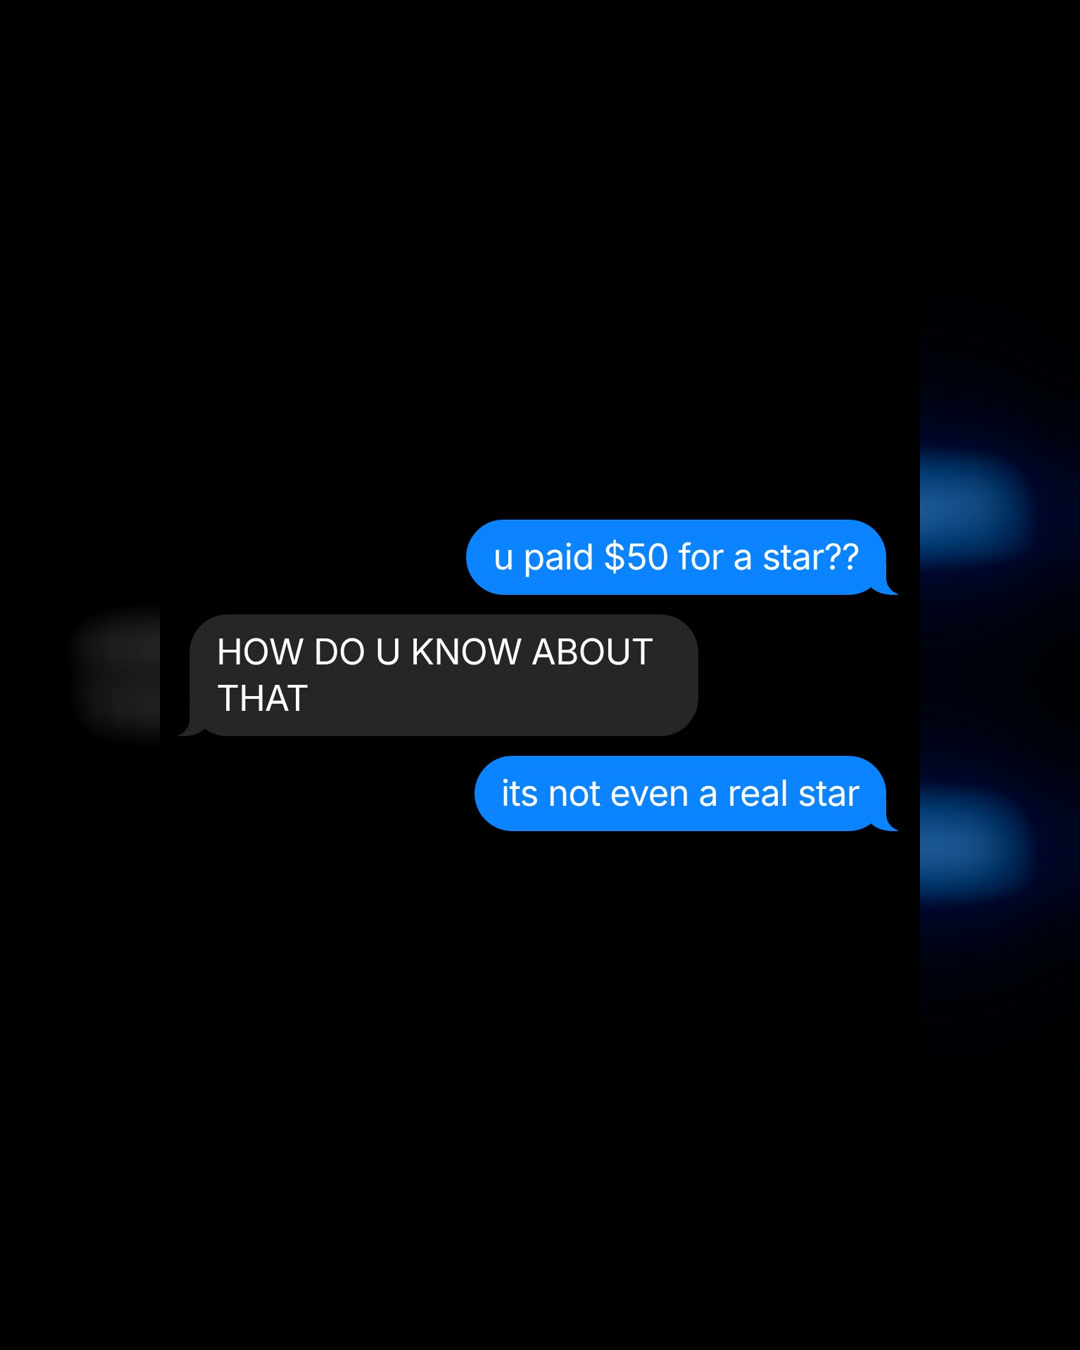 u paid $50 for a star??
HOW DO U KNOW ABOUT
THAT
its not even a real star